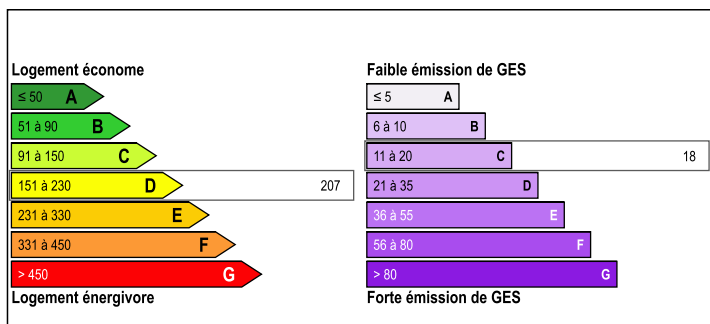 Logement économe
≤ 50 A
51 à 90 B
91 à 150 C
151 à 230 D 207
231 à 330 E
331 à 450 F
> 450 G
Logement énergivore
Faible émission de GES
≤ 5 A
6 à 10 B
11 à 20 C 18
21 à 35 D
36 à 55 E
56 à 80 F
> 80 G
Forte émission de GES